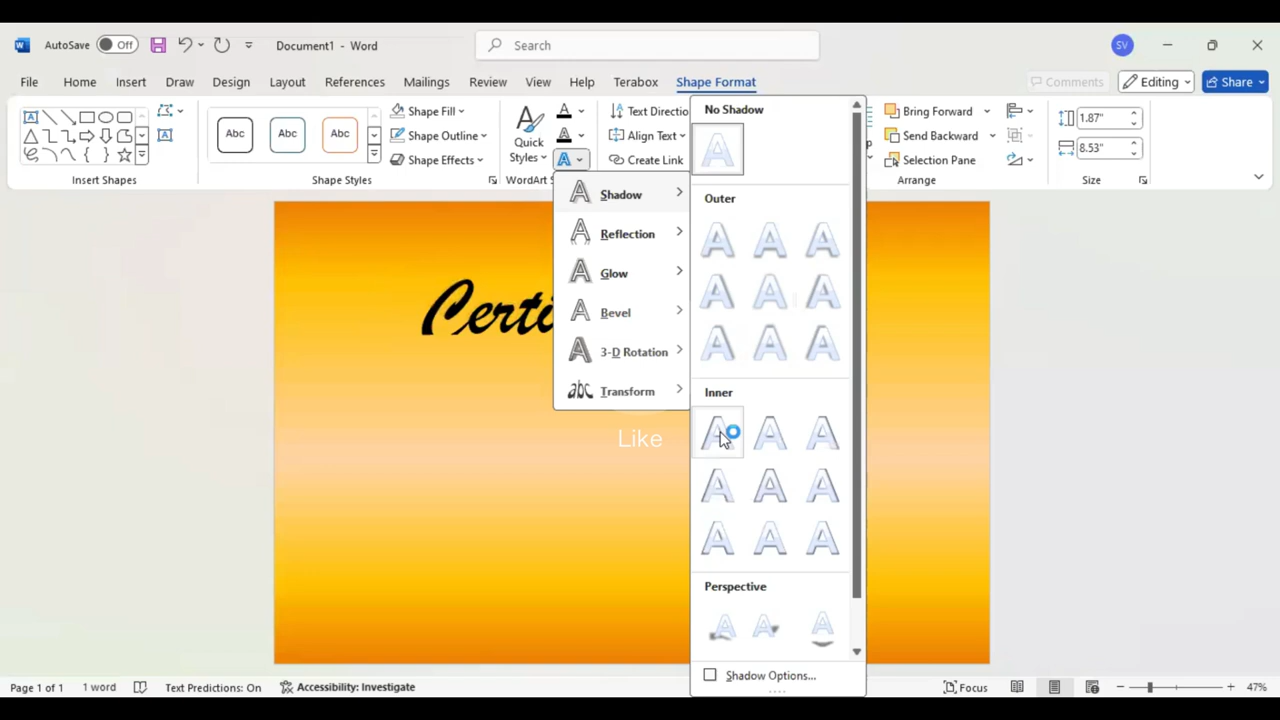 AutoSave Off Document1 - Word Search SV
File Home Insert Draw Design Layout References Mailings Review View Help Terabox Shape Format Comments Editing Share
Abc Abc Abc
Shape Fill
Shape Outline
Shape Effects
Quick
Styles
Text Directio
Align Text
Create Link
Bring Forward
Send Backward
Selection Pane
1.87"
8.53"
Insert Shapes Shape Styles WordArt S Arrange Size
Shadow
Reflection
Glow
Bevel
3-D Rotation
Transform
No Shadow
Outer
Inner
Perspective
Shadow Options...
Certi
Like
Page 1 of 1 1 word Text Predictions: On Accessibility: Investigate Focus 47%